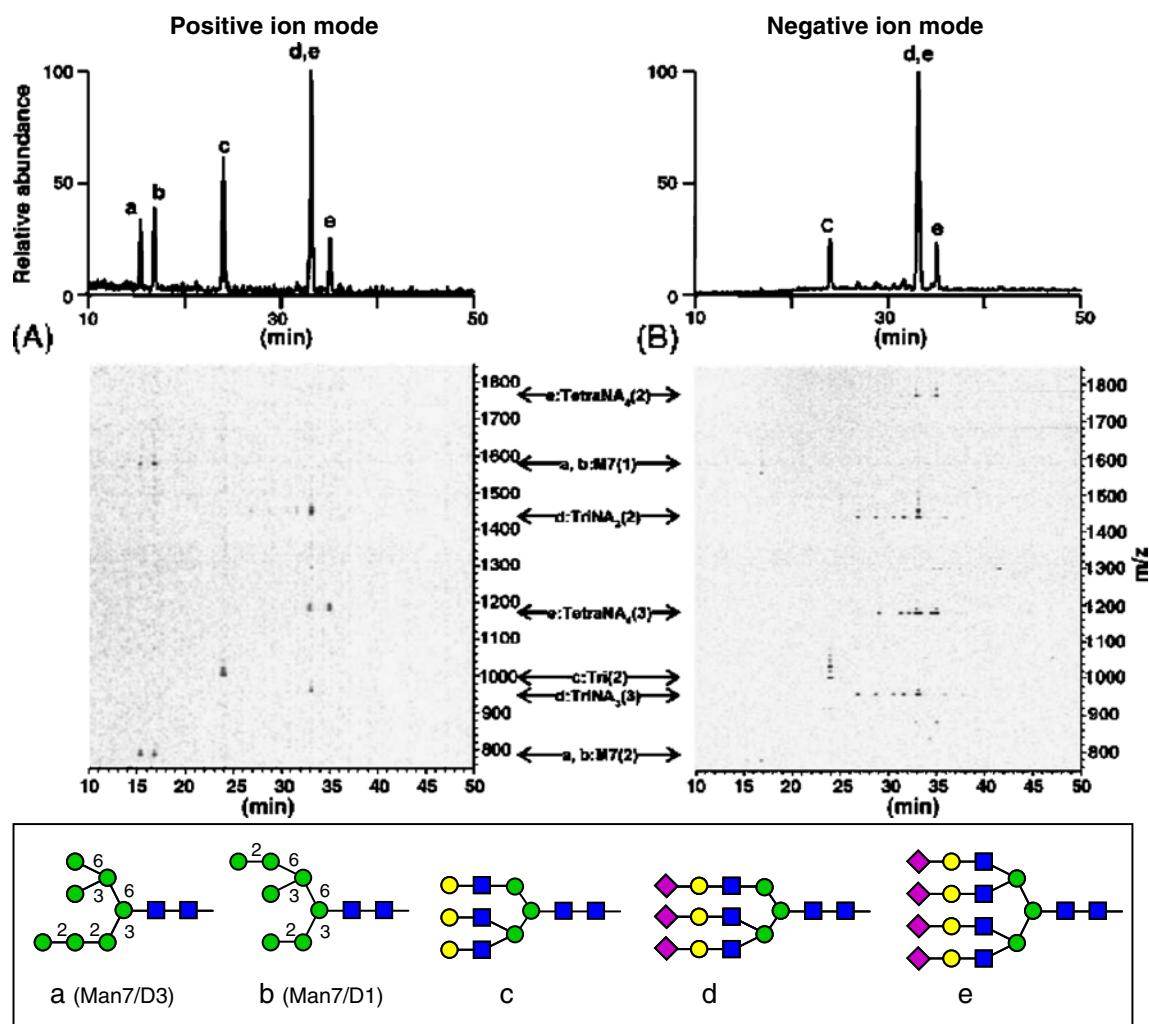 Positive ion mode
Negative ion mode
d,e
d,e
100
100
Relative abundance
c
50
50
a
b
e
c
e
0
0
10
30
50
10
30
50
(min)
(min)
(A)
(B)
1800
1700
1600
1500
1400
1300
1200
1100
1000
900
800
e:TetraNA4(2)
a, b:M7(1)
d:TriNA3(2)
e:TetraNA4(3)
c:Tri(2)
d:TriNA3(3)
a, b:M7(2)
1800
1700
1600
1500
1400
1300
1200
1100
1000
900
800
m/z
10 15 20 25 30 35 40 45 50
10 15 20 25 30 35 40 45 50
(min)
(min)
6
3
6
2
2
3
2
6
3
6
2
3
a (Man7/D3)
b (Man7/D1)
c
d
e